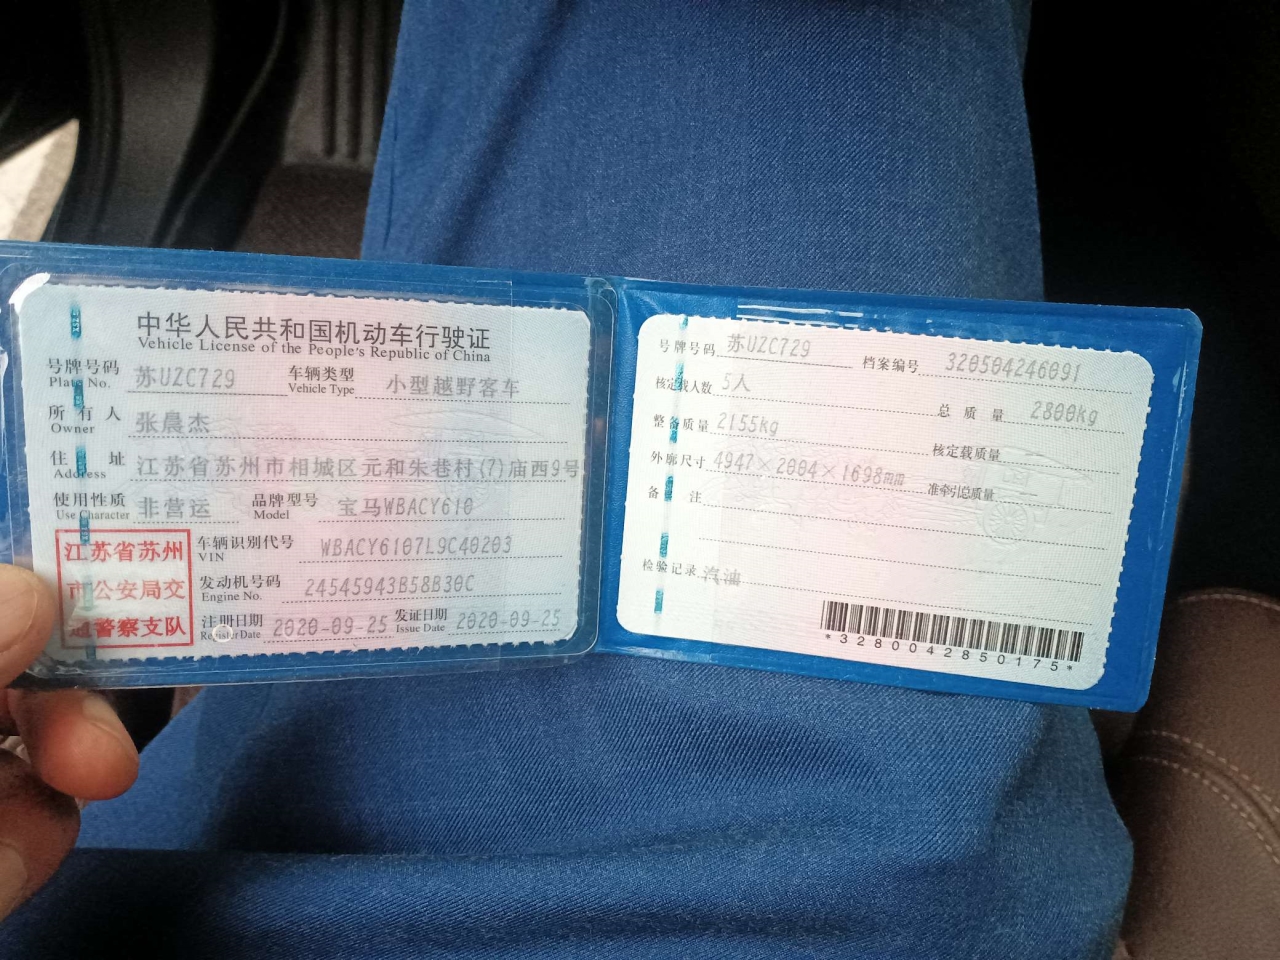 中华人民共和国机动车行驶证
Vehicle License of the People's Republic of China
号牌号码 苏UZC729 车辆类型 小型越野客车
Plate No. Vehicle Type
所有人 张晨杰
Owner
住址 江苏省苏州市相城区元和朱巷村(7)庙西9号
Address
使用性质 非营运 品牌型号 宝马WBACY610
Use Character Model
江苏省苏州
市公安局交
通警察支队
车辆识别代号 WBACY6107L9C40203
VIN
发动机号码 24545943B58B30C
Engine No.
注册日期 2020-09-25 发证日期 2020-09-25
Register Date Issue Date
号牌号码 苏UZC729 档案编号 320504246091
核定载人数 5人 总质量 2800kg
整备质量 2155kg 核定载质量
外廓尺寸 4947×2004×1698mm 准牵引总质量
备注
检验记录 汽油
*3280042850175*